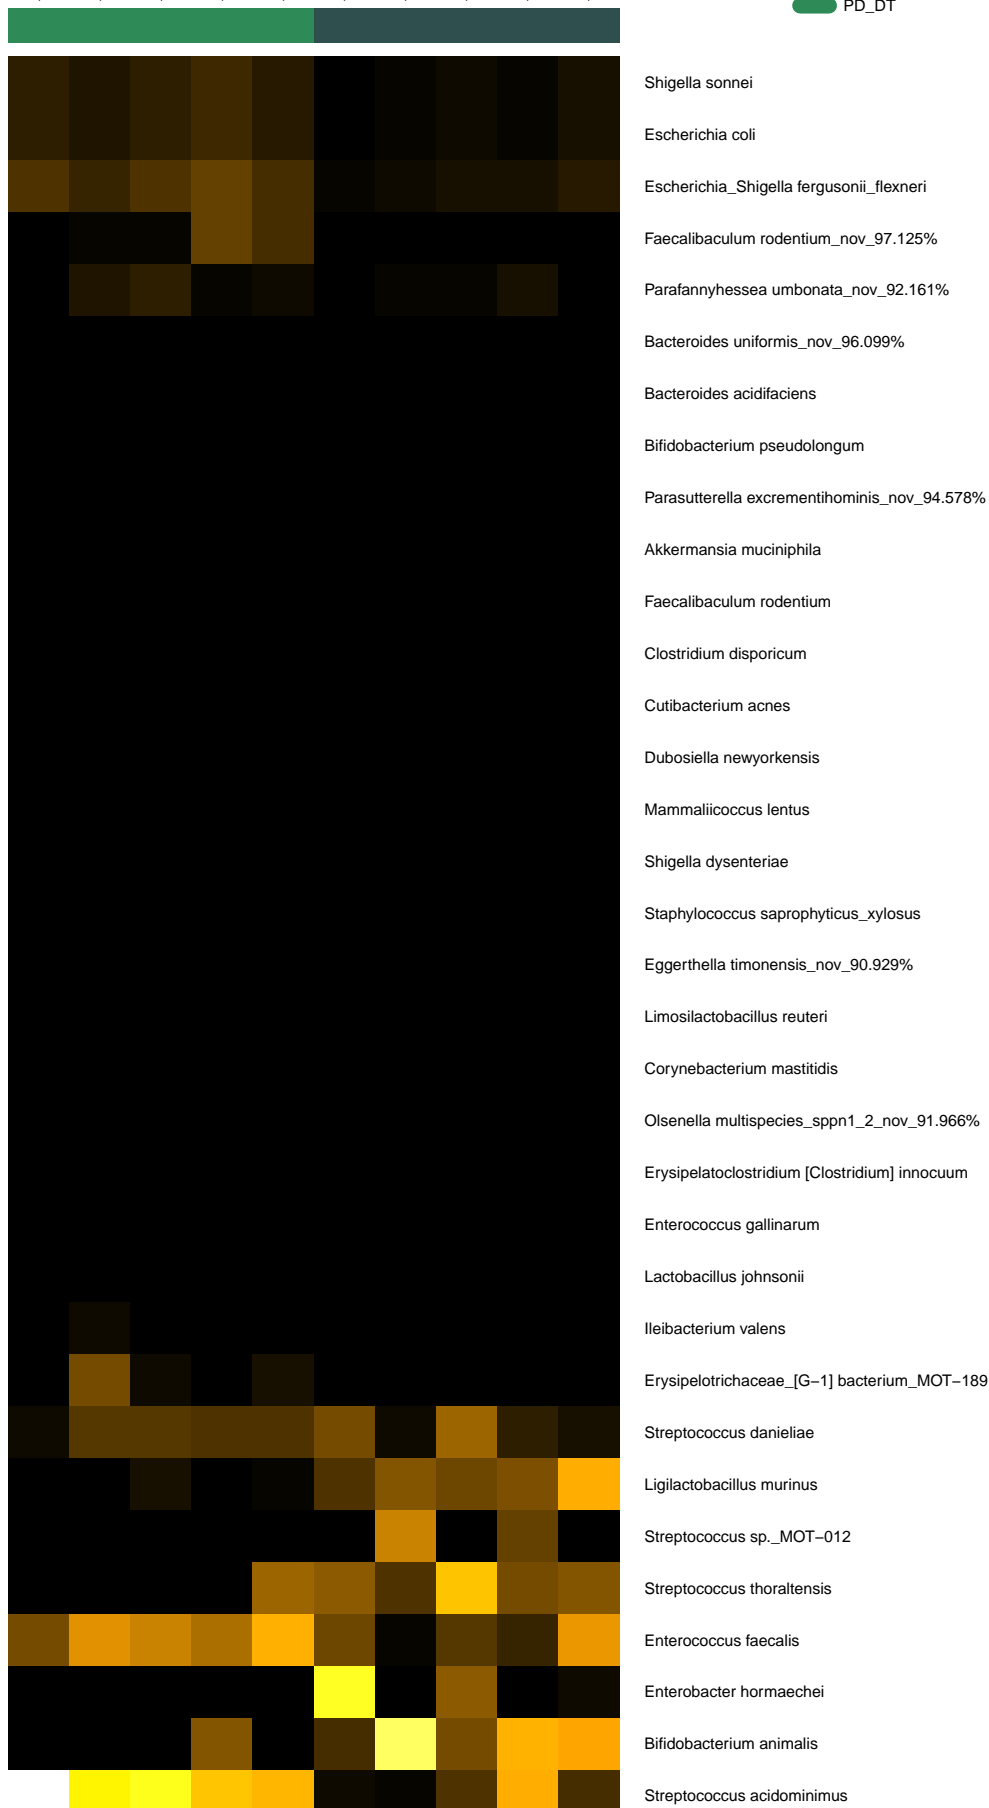 PD_DT
Shigella sonnei
Escherichia coli
Escherichia_Shigella fergusonii_flexneri
Faecalibaculum rodentium_nov_97.125%
Parafannyhessea umbonata_nov_92.161%
Bacteroides uniformis_nov_96.099%
Bacteroides acidifaciens
Bifidobacterium pseudolongum
Parasutterella excrementihominis_nov_94.578%
Akkermansia muciniphila
Faecalibaculum rodentium
Clostridium disporicum
Cutibacterium acnes
Dubosiella newyorkensis
Mammaliicoccus lentus
Shigella dysenteriae
Staphylococcus saprophyticus_xylosus
Eggerthella timonensis_nov_90.929%
Limosilactobacillus reuteri
Corynebacterium mastitidis
Olsenella multispecies_sppn1_2_nov_91.966%
Erysipelatoclostridium [Clostridium] innocuum
Enterococcus gallinarum
Lactobacillus johnsonii
Ileibacterium valens
Erysipelotrichaceae_[G−1] bacterium_MOT−189
Streptococcus danieliae
Ligilactobacillus murinus
Streptococcus sp._MOT−012
Streptococcus thoraltensis
Enterococcus faecalis
Enterobacter hormaechei
Bifidobacterium animalis
Streptococcus acidominimus